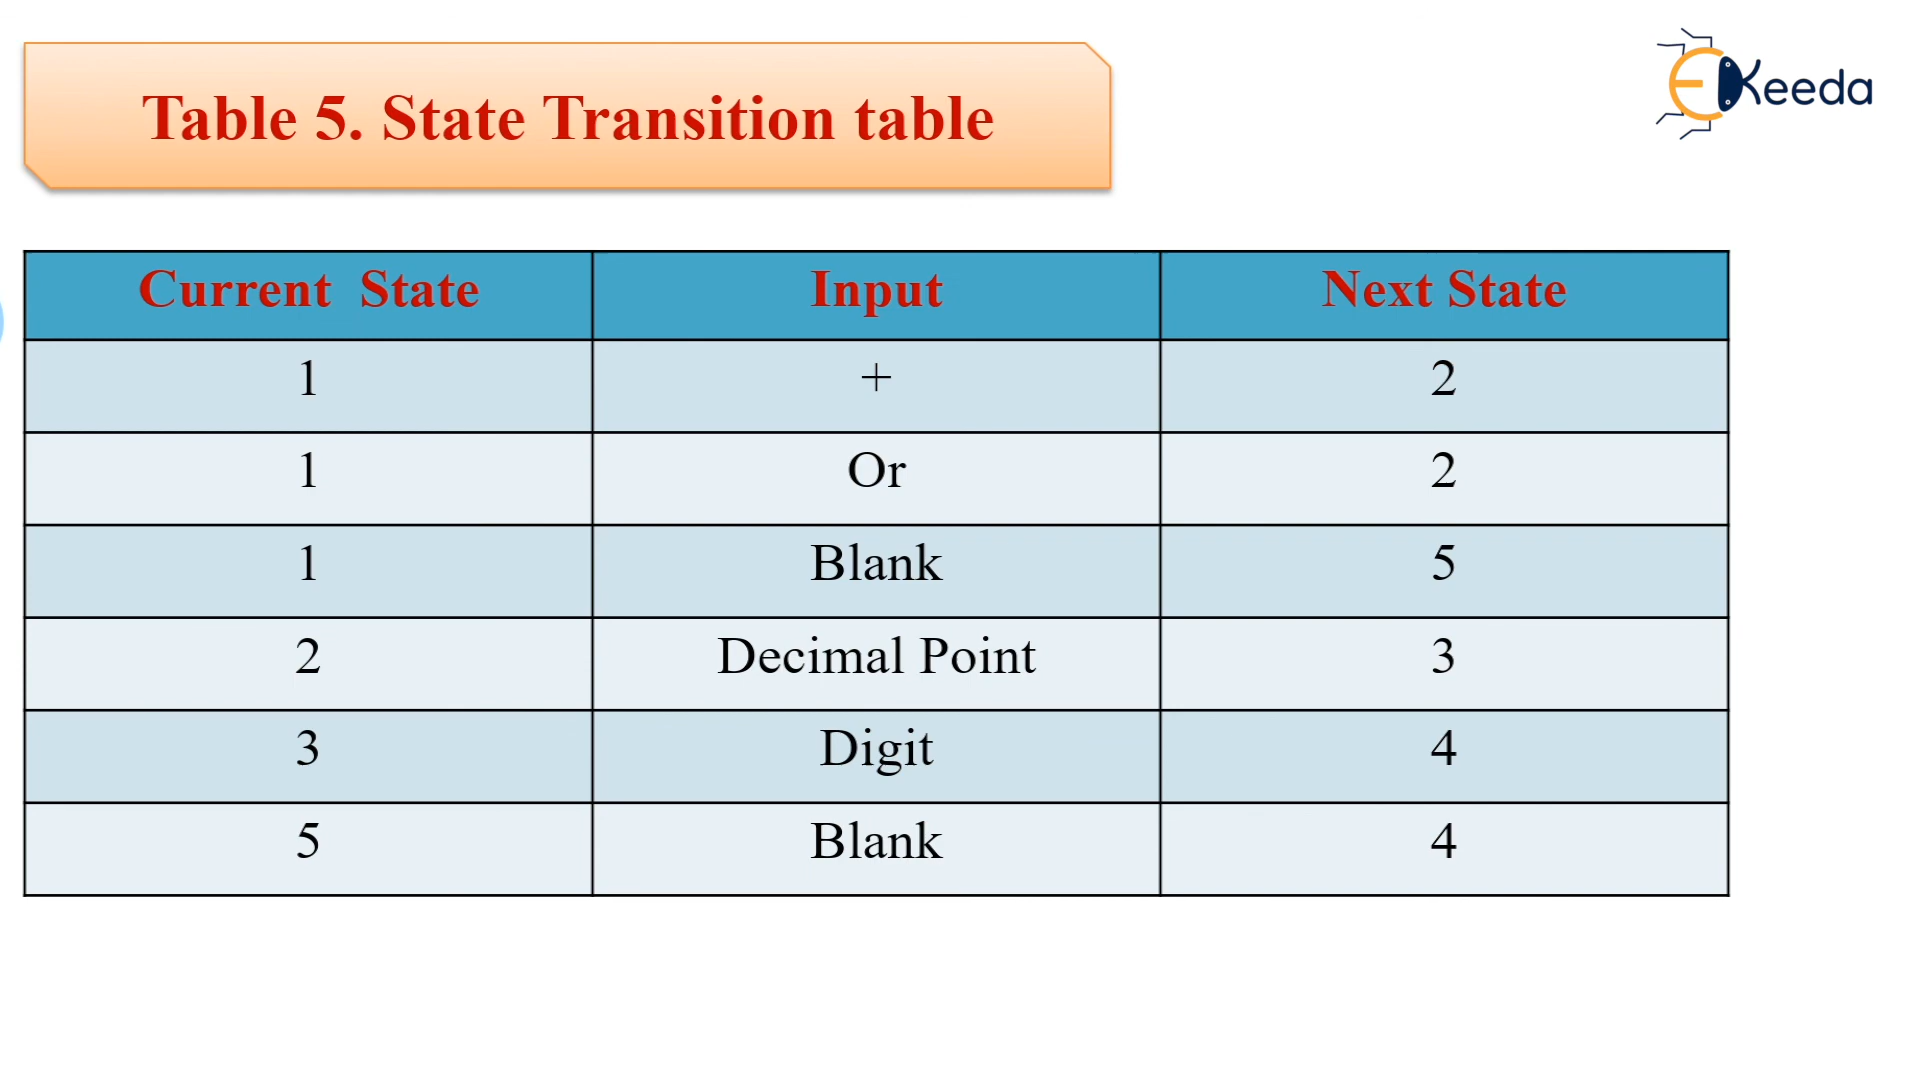 Table 5. State Transition table
EKeeda
Current State Input Next State
1 + 2
1 Or 2
1 Blank 5
2 Decimal Point 3
3 Digit 4
5 Blank 4